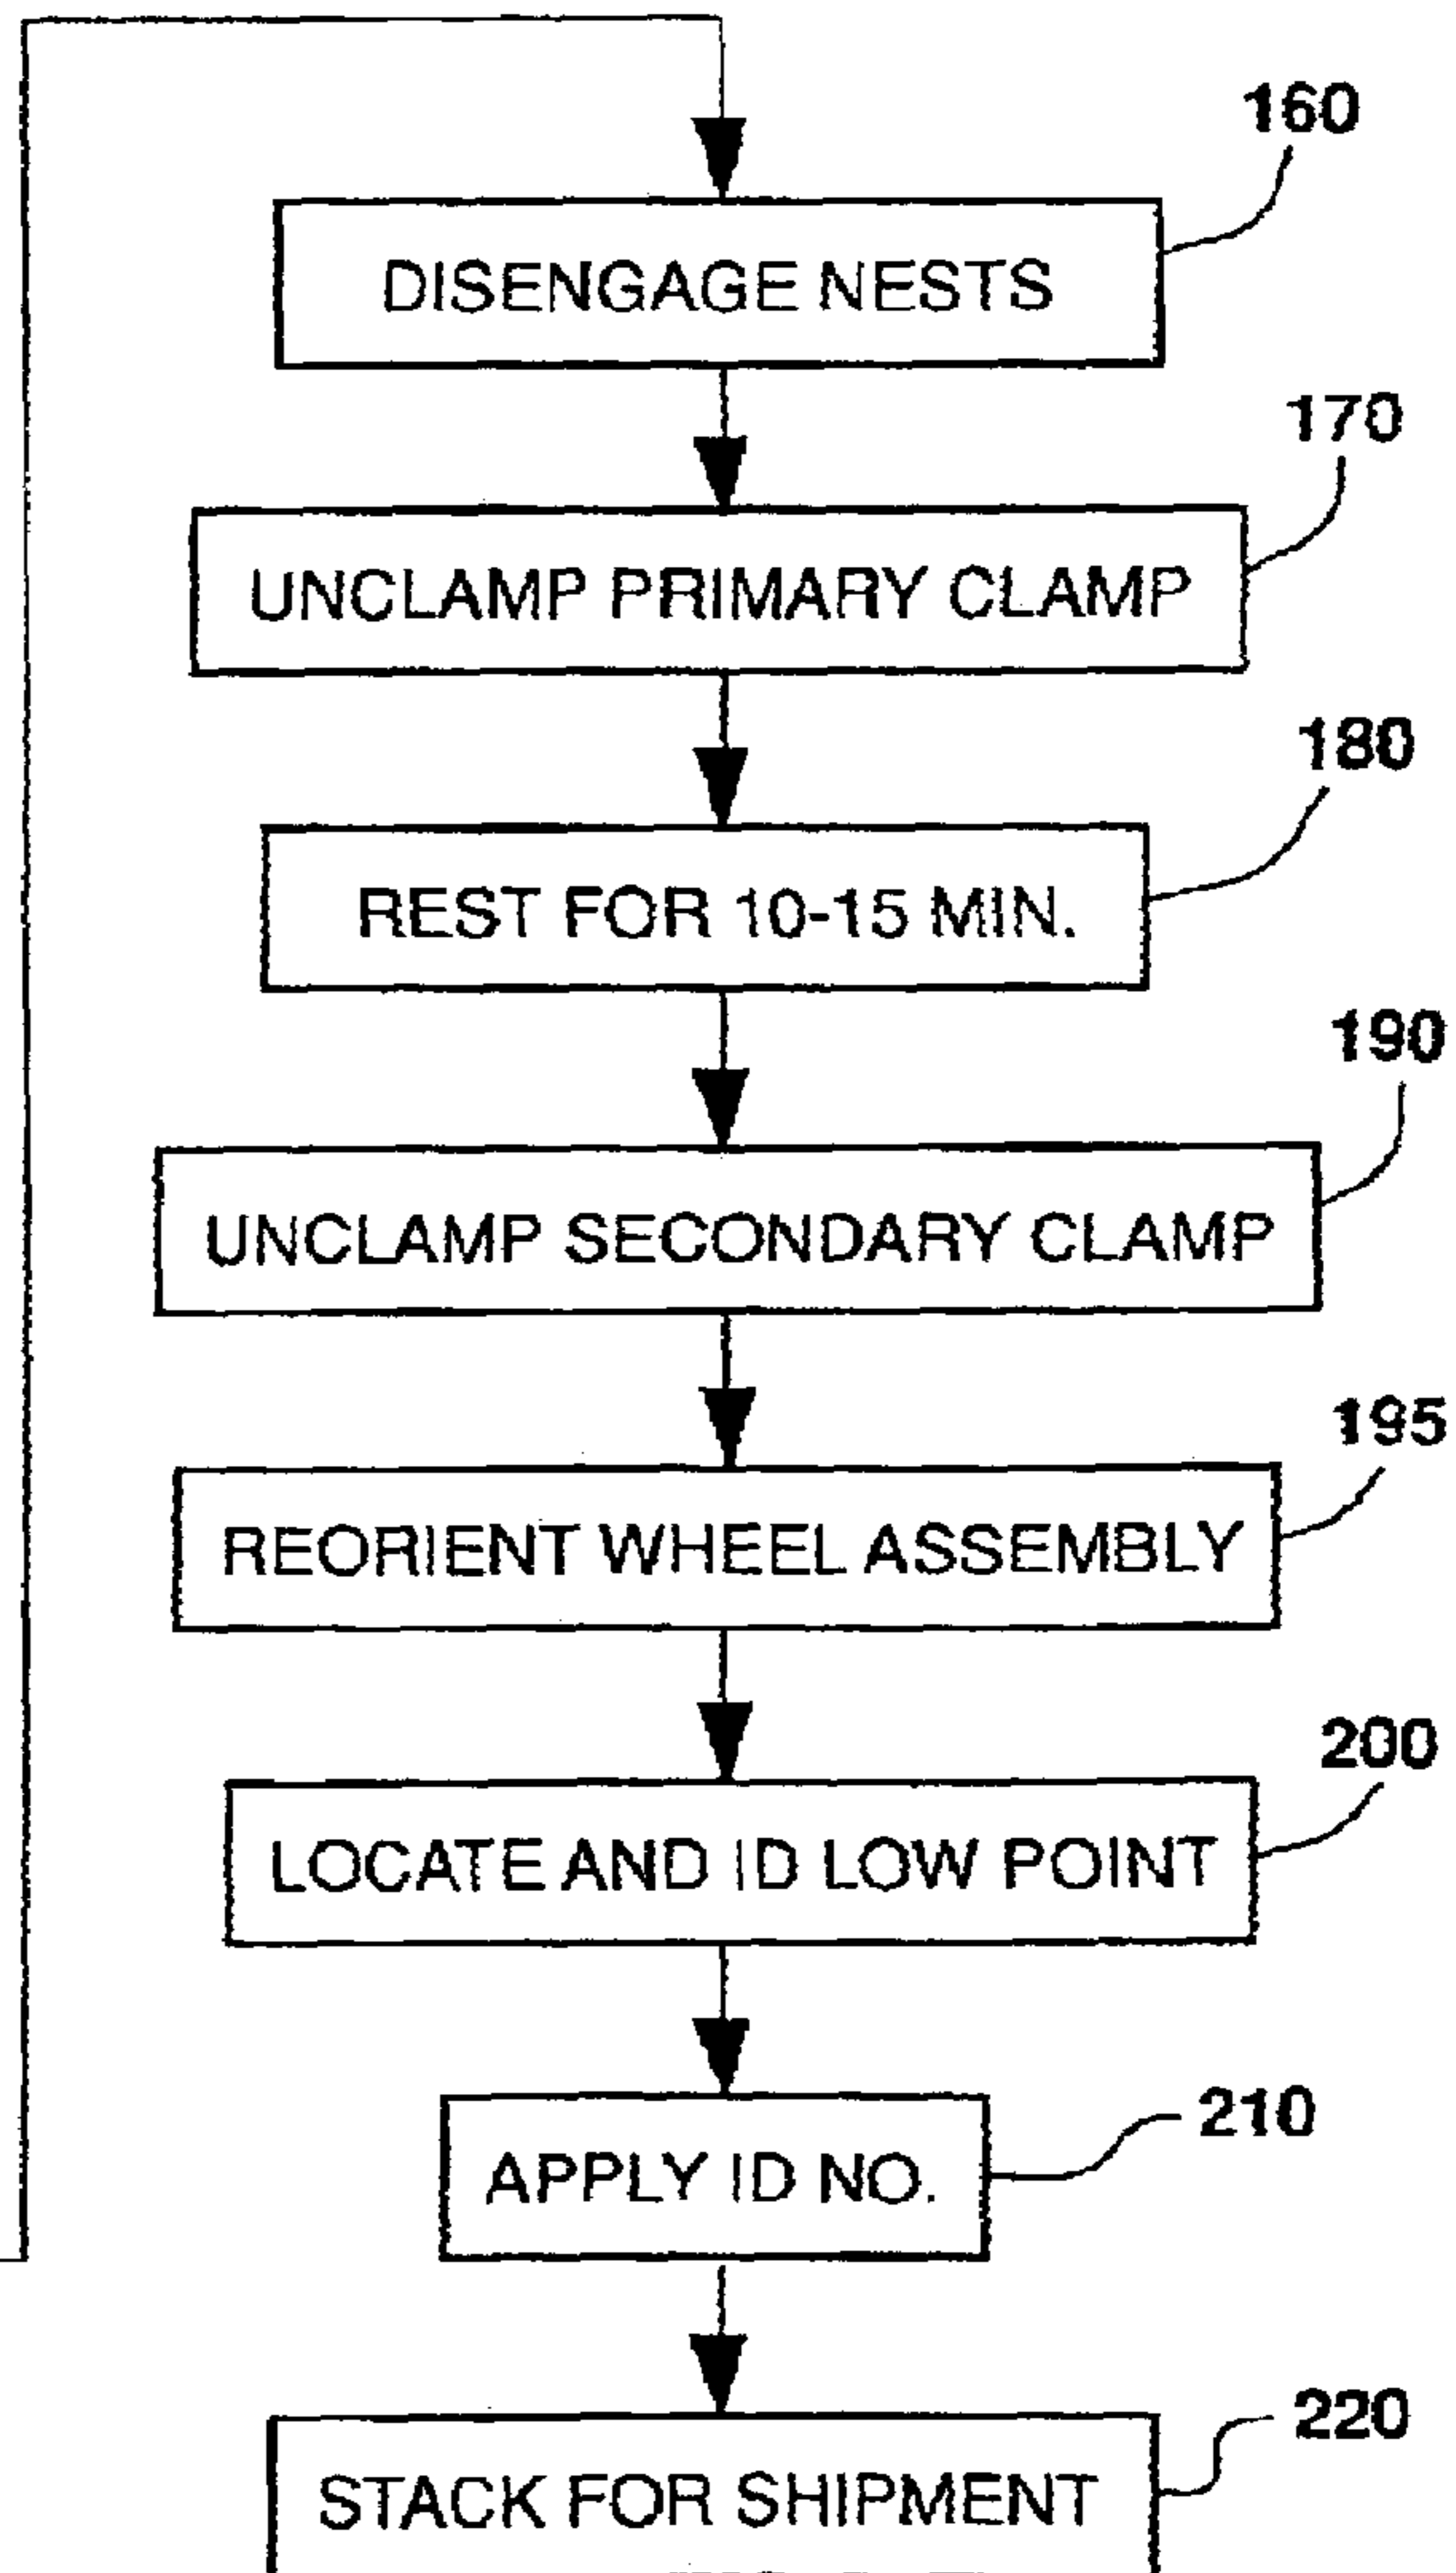 160
DISENGAGE NESTS
170
UNCLAMP PRIMARY CLAMP
180
REST FOR 10-15 MIN.
190
UNCLAMP SECONDARY CLAMP
195
REORIENT WHEEL ASSEMBLY
200
LOCATE AND ID LOW POINT
210
APPLY ID NO.
220
STACK FOR SHIPMENT